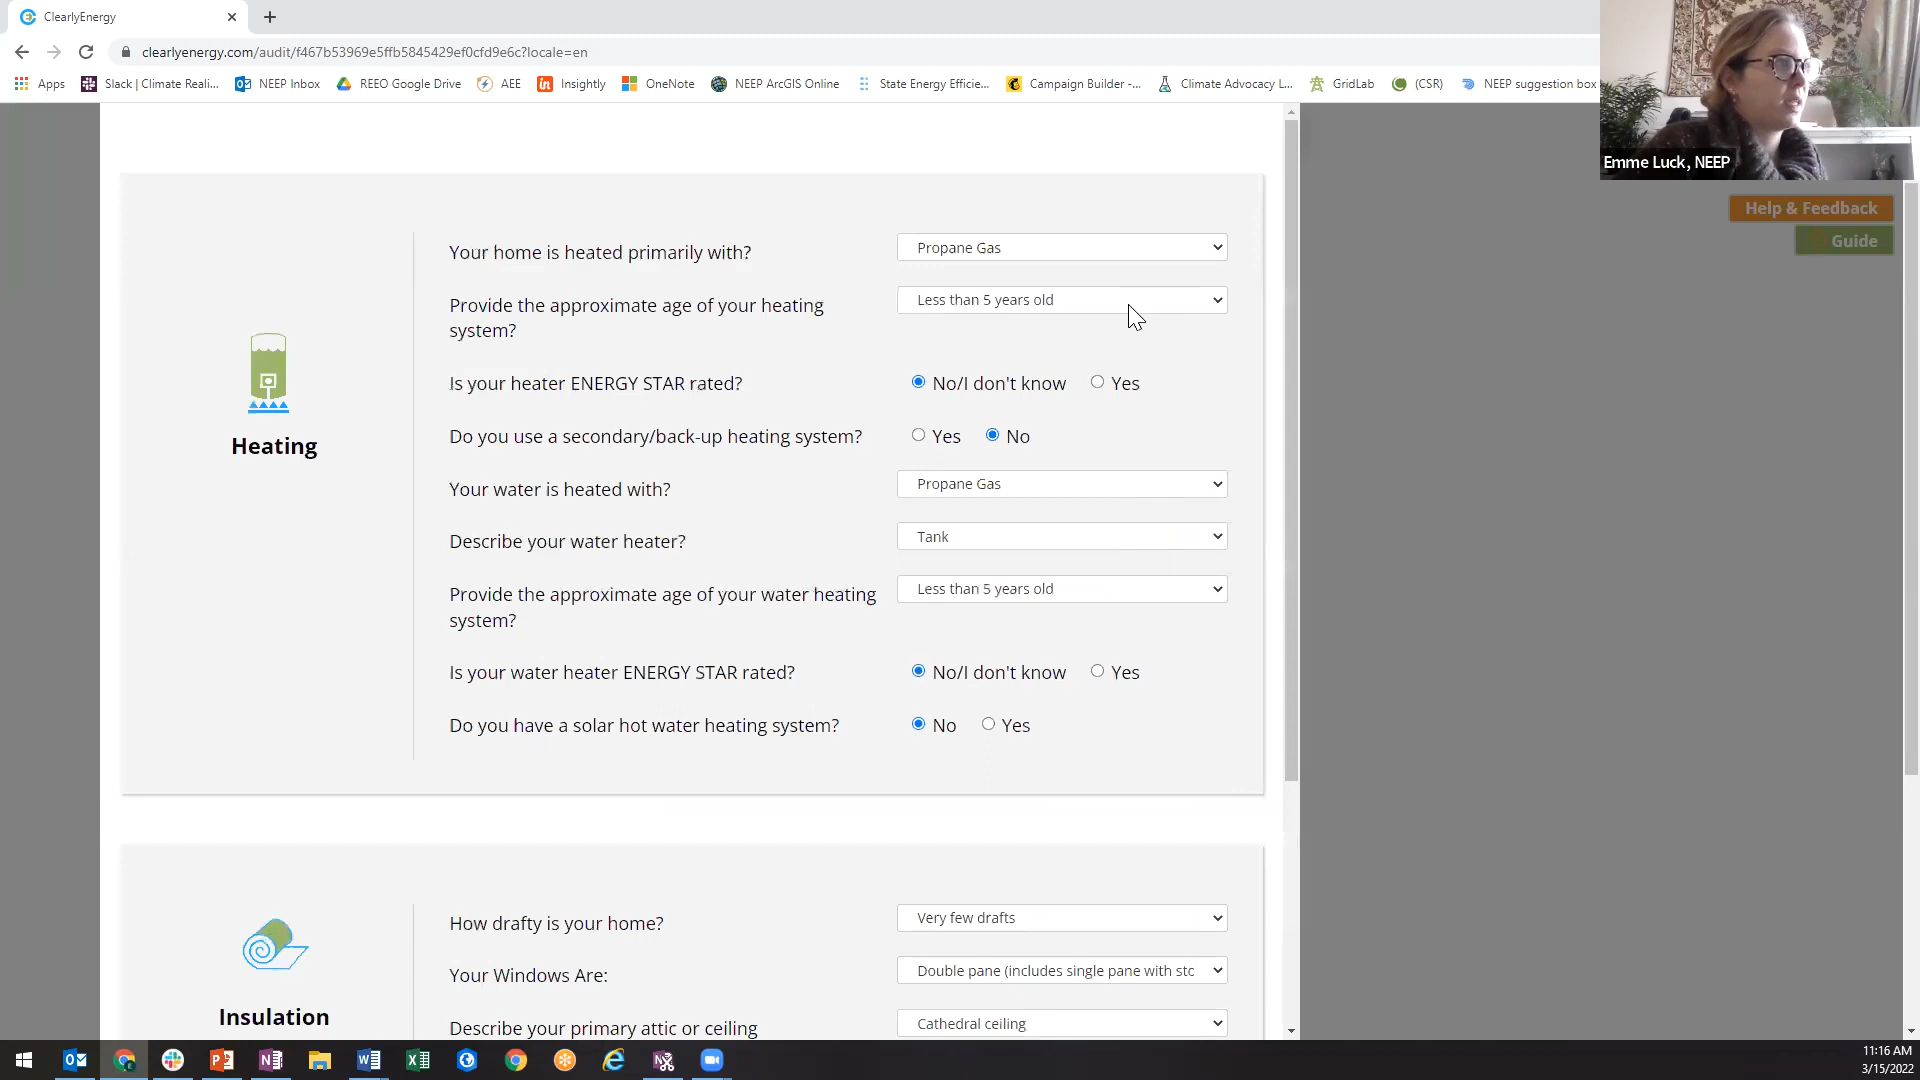 ClearlyEnergy
clearlyenergy.com/audit/f467b53969e5ffb5845429ef0cfd9e6c?locale=en
Apps Slack | Climate Reali... NEEP Inbox REEO Google Drive AEE Insightly OneNote NEEP ArcGIS Online State Energy Efficie... Campaign Builder -... Climate Advocacy L... GridLab (CSR) NEEP suggestion box
Emme Luck, NEEP
Help & Feedback
Guide
Your home is heated primarily with? Propane Gas
Provide the approximate age of your heating Less than 5 years old
system?
Is your heater ENERGY STAR rated? No/I don't know Yes
Do you use a secondary/back-up heating system? Yes No
Heating
Your water is heated with? Propane Gas
Describe your water heater? Tank
Provide the approximate age of your water heating Less than 5 years old
system?
Is your water heater ENERGY STAR rated? No/I don't know Yes
Do you have a solar hot water heating system? No Yes
How drafty is your home? Very few drafts
Your Windows Are: Double pane (includes single pane with sto
Insulation
Describe your primary attic or ceiling Cathedral ceiling
11:16 AM
3/15/2022